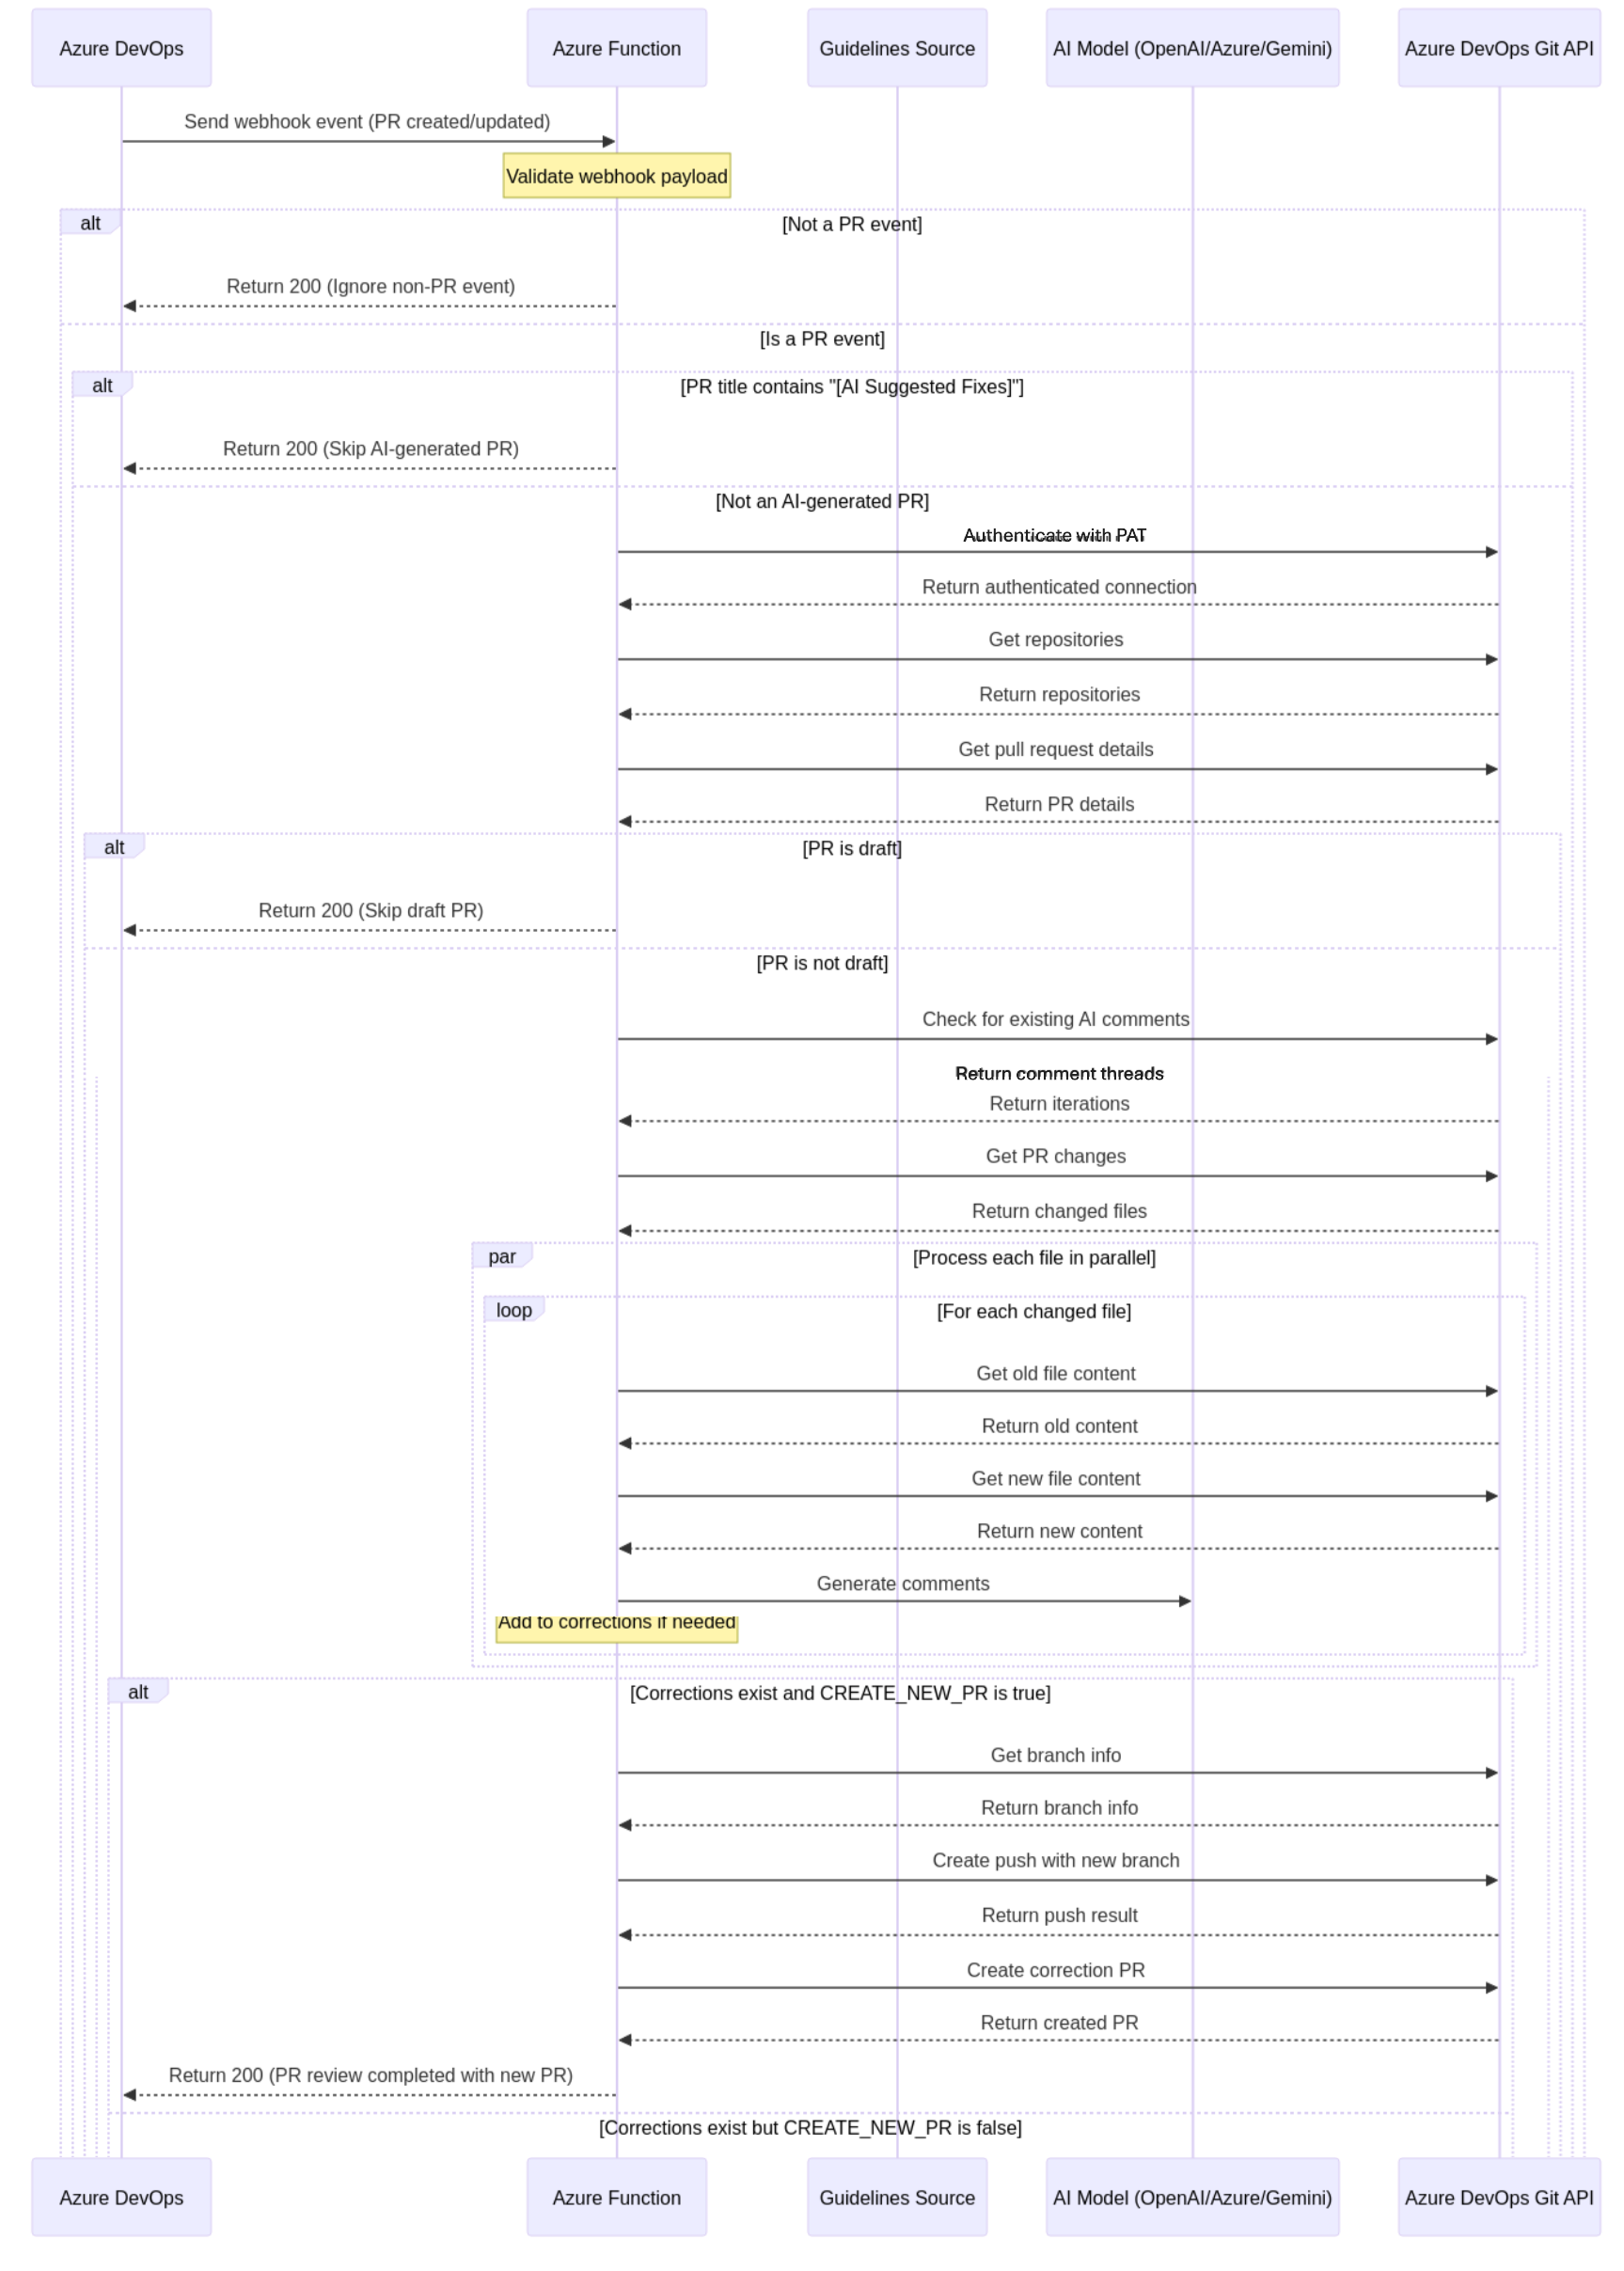 Azure DevOps
Azure Function
Guidelines Source
AI Model (OpenAI/Azure/Gemini)
Azure DevOps Git API
Send webhook event (PR created/updated)
Validate webhook payload
alt
[Not a PR event]
Return 200 (Ignore non-PR event)
[Is a PR event]
alt
[PR title contains "[AI Suggested Fixes]"]
Return 200 (Skip AI-generated PR)
[Not an AI-generated PR]
Authenticate with PAT
Return authenticated connection
Get repositories
Return repositories
Get pull request details
Return PR details
alt
[PR is draft]
Return 200 (Skip draft PR)
[PR is not draft]
Check for existing AI comments
Return comment threads
Return iterations
Get PR changes
Return changed files
par
[Process each file in parallel]
loop
[For each changed file]
Get old file content
Return old content
Get new file content
Return new content
Generate comments
Add to corrections if needed
alt
[Corrections exist and CREATE_NEW_PR is true]
Get branch info
Return branch info
Create push with new branch
Return push result
Create correction PR
Return created PR
Return 200 (PR review completed with new PR)
[Corrections exist but CREATE_NEW_PR is false]
Azure DevOps
Azure Function
Guidelines Source
AI Model (OpenAI/Azure/Gemini)
Azure DevOps Git API